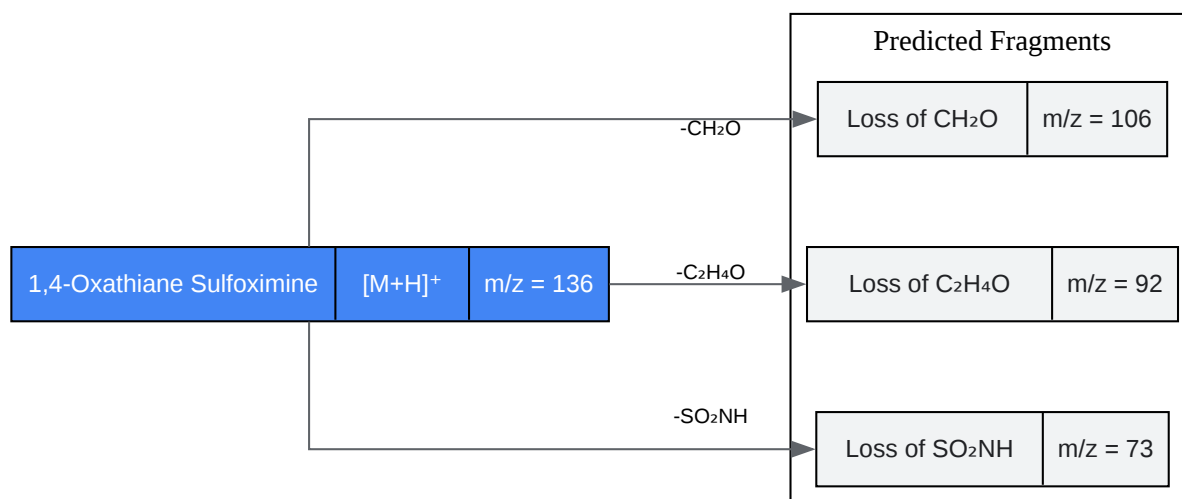 Predicted Fragments
-CH₂O
Loss of CH₂O
m/z = 106
1,4-Oxathiane Sulfoximine
[M+H]⁺
m/z = 136
-C₂H₄O
Loss of C₂H₄O
m/z = 92
-SO₂NH
Loss of SO₂NH
m/z = 73